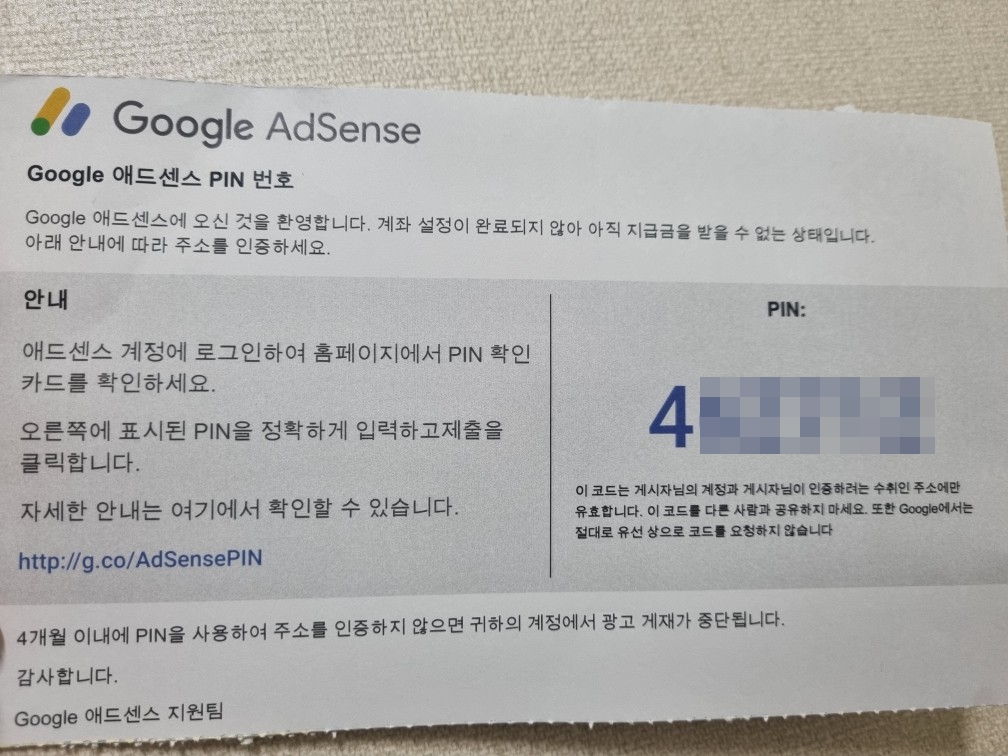 Google AdSense
Google 애드센스 PIN 번호
Google 애드센스에 오신 것을 환영합니다. 계좌 설정이 완료되지 않아 아직 지급금을 받을 수 없는 상태입니다.
아래 안내에 따라 주소를 인증하세요.
안내
애드센스 계정에 로그인하여 홈페이지에서 PIN 확인
카드를 확인하세요.
오른쪽에 표시된 PIN을 정확하게 입력하고제출을
클릭합니다.
자세한 안내는 여기에서 확인할 수 있습니다.
http://g.co/AdSensePIN
PIN:
4
이 코드는 게시자님의 계정과 게시자님이 인증하려는 수취인 주소에만
유효합니다. 이 코드를 다른 사람과 공유하지 마세요. 또한 Google에서는
절대로 유선 상으로 코드를 요청하지 않습니다
4개월 이내에 PIN을 사용하여 주소를 인증하지 않으면 귀하의 계정에서 광고 게재가 중단됩니다.
감사합니다.
Google 애드센스 지원팀